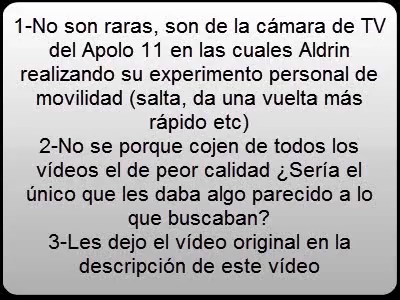 1-No son raras, son de la cámara de TV
del Apolo 11 en las cuales Aldrin
realizando su experimento personal de
movilidad (salta, da una vuelta más
rápido etc)
2-No se porque cojen de todos los
vídeos el de peor calidad ¿Sería el
único que les daba algo parecido a lo
que buscaban?
3-Les dejo el vídeo original en la
descripción de este vídeo